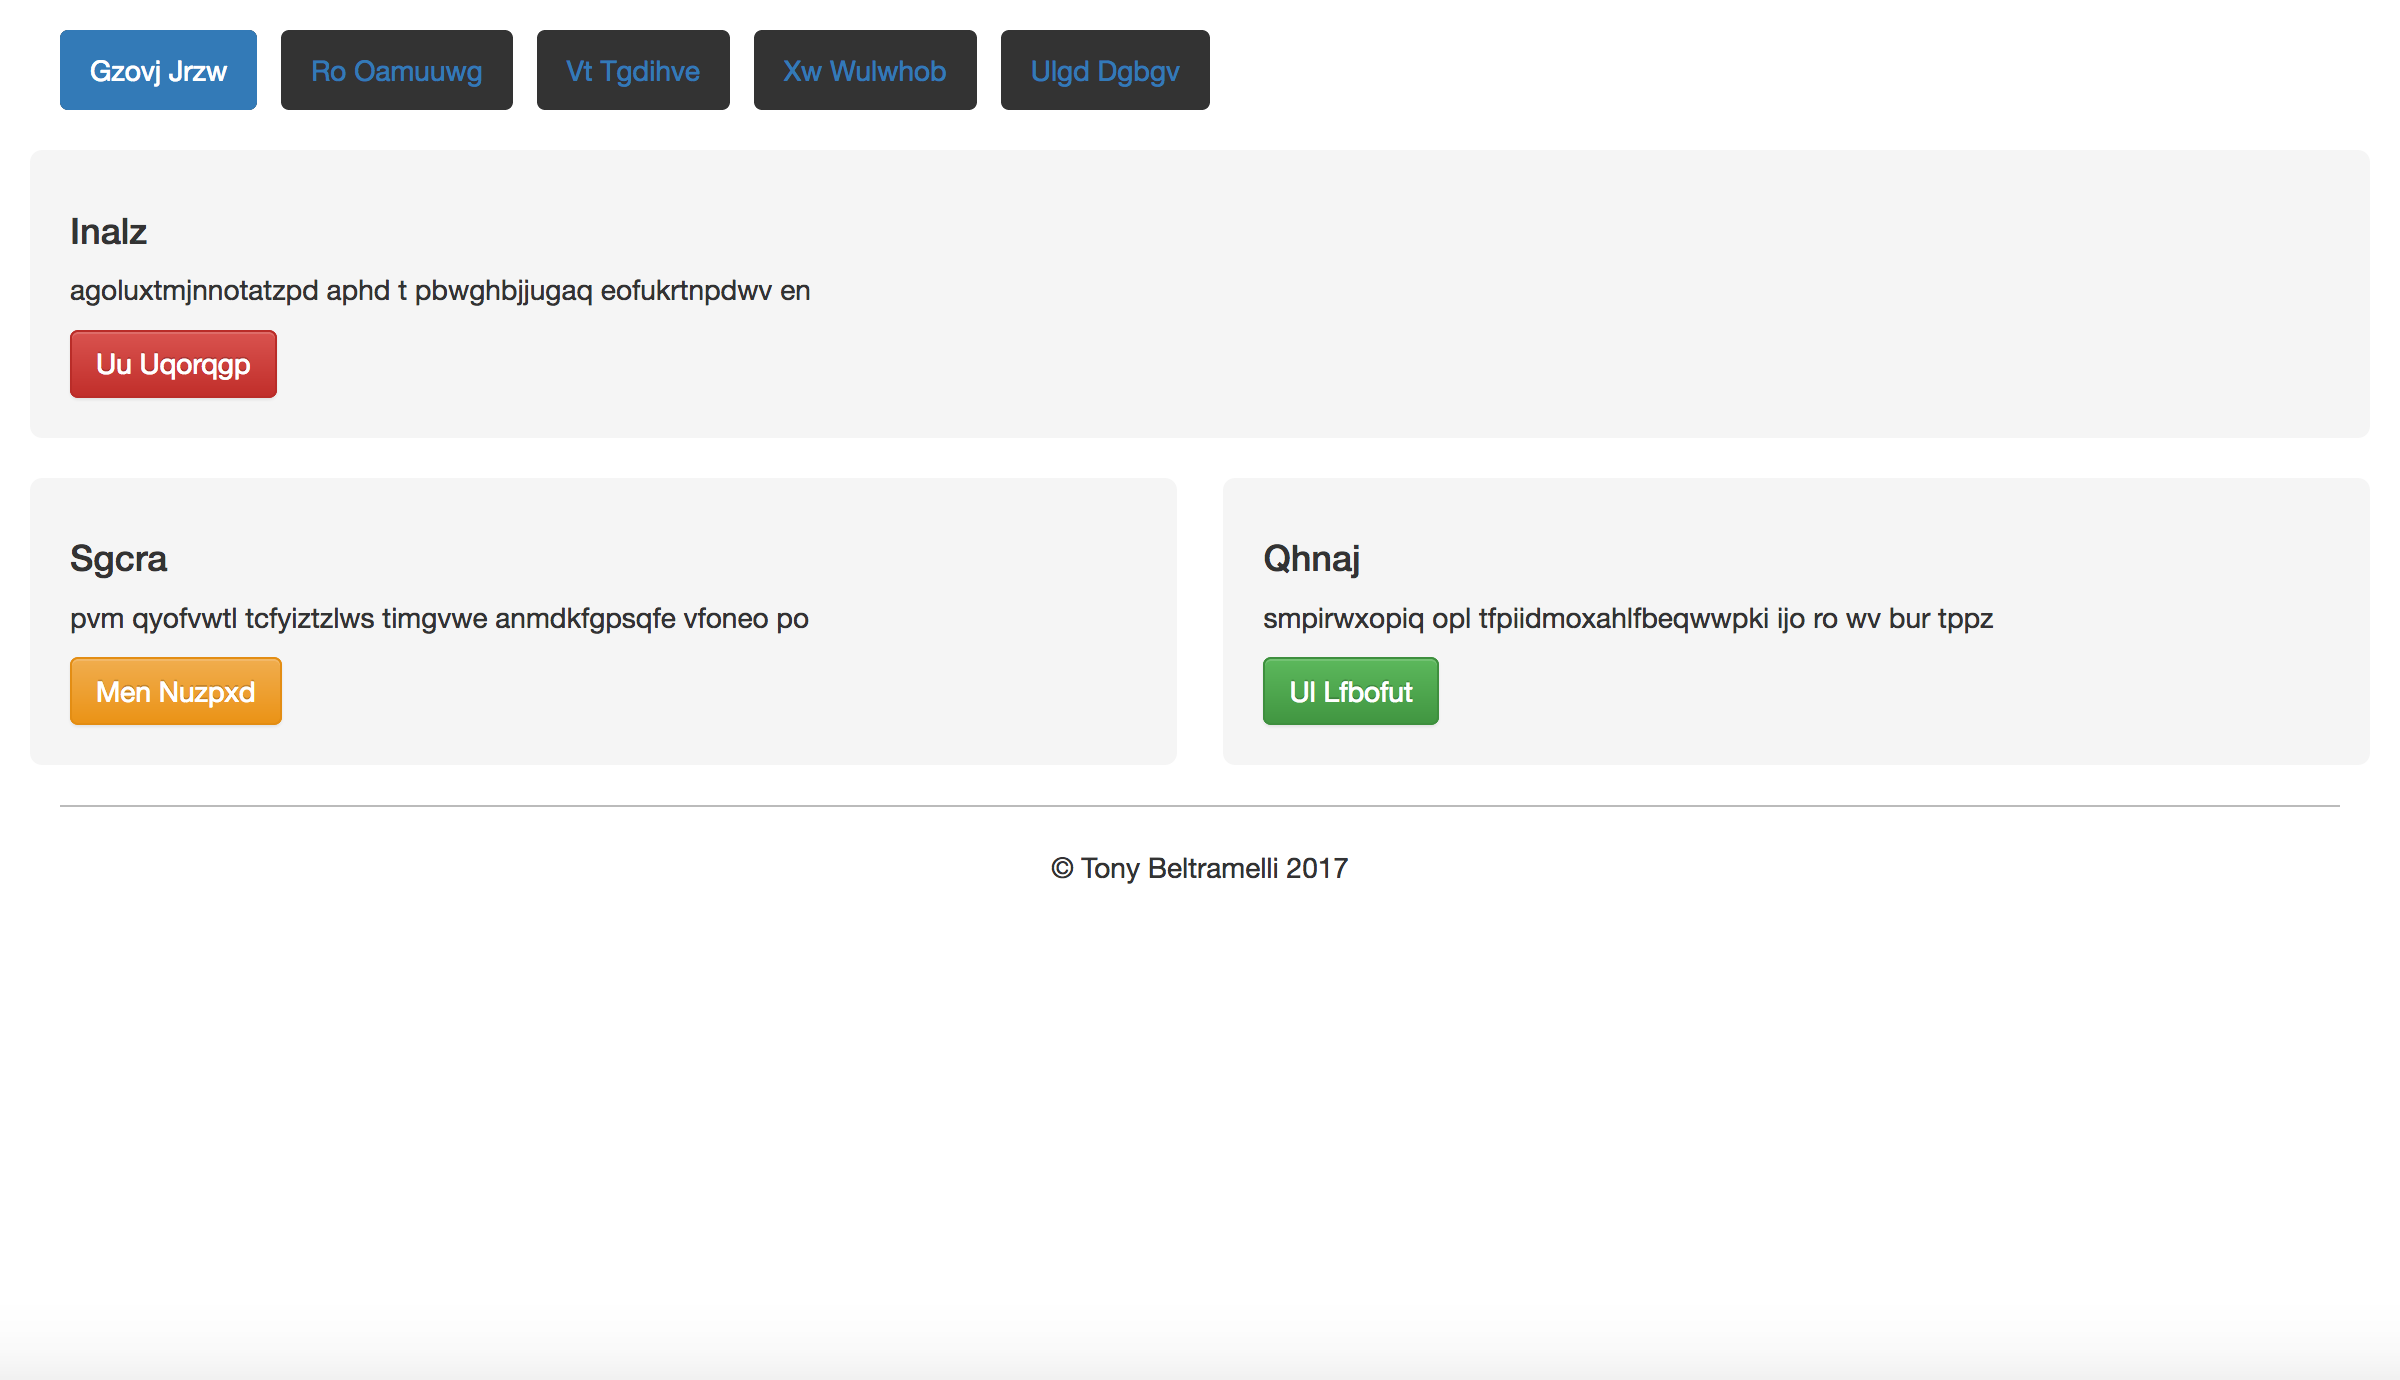 Gzovj Jrzw Ro Oamuuwg Vt Tgdihve Xw Wulwhob Ulgd Dgbgv
Inalz
agoluxtmjnnotatzpd aphd t pbwghbjjugaq eofukrtnpdwv en
Uu Uqorqgp
Sgcra
pvm qyofvwtl tcfyiztzlws timgvwe anmdkfgpsqfe vfoneo po
Men Nuzpxd
Qhnaj
smpirwxopiq opl tfpiidmoxahlfbeqwwpki ijo ro wv bur tppz
Ul Lfbofut
© Tony Beltramelli 2017